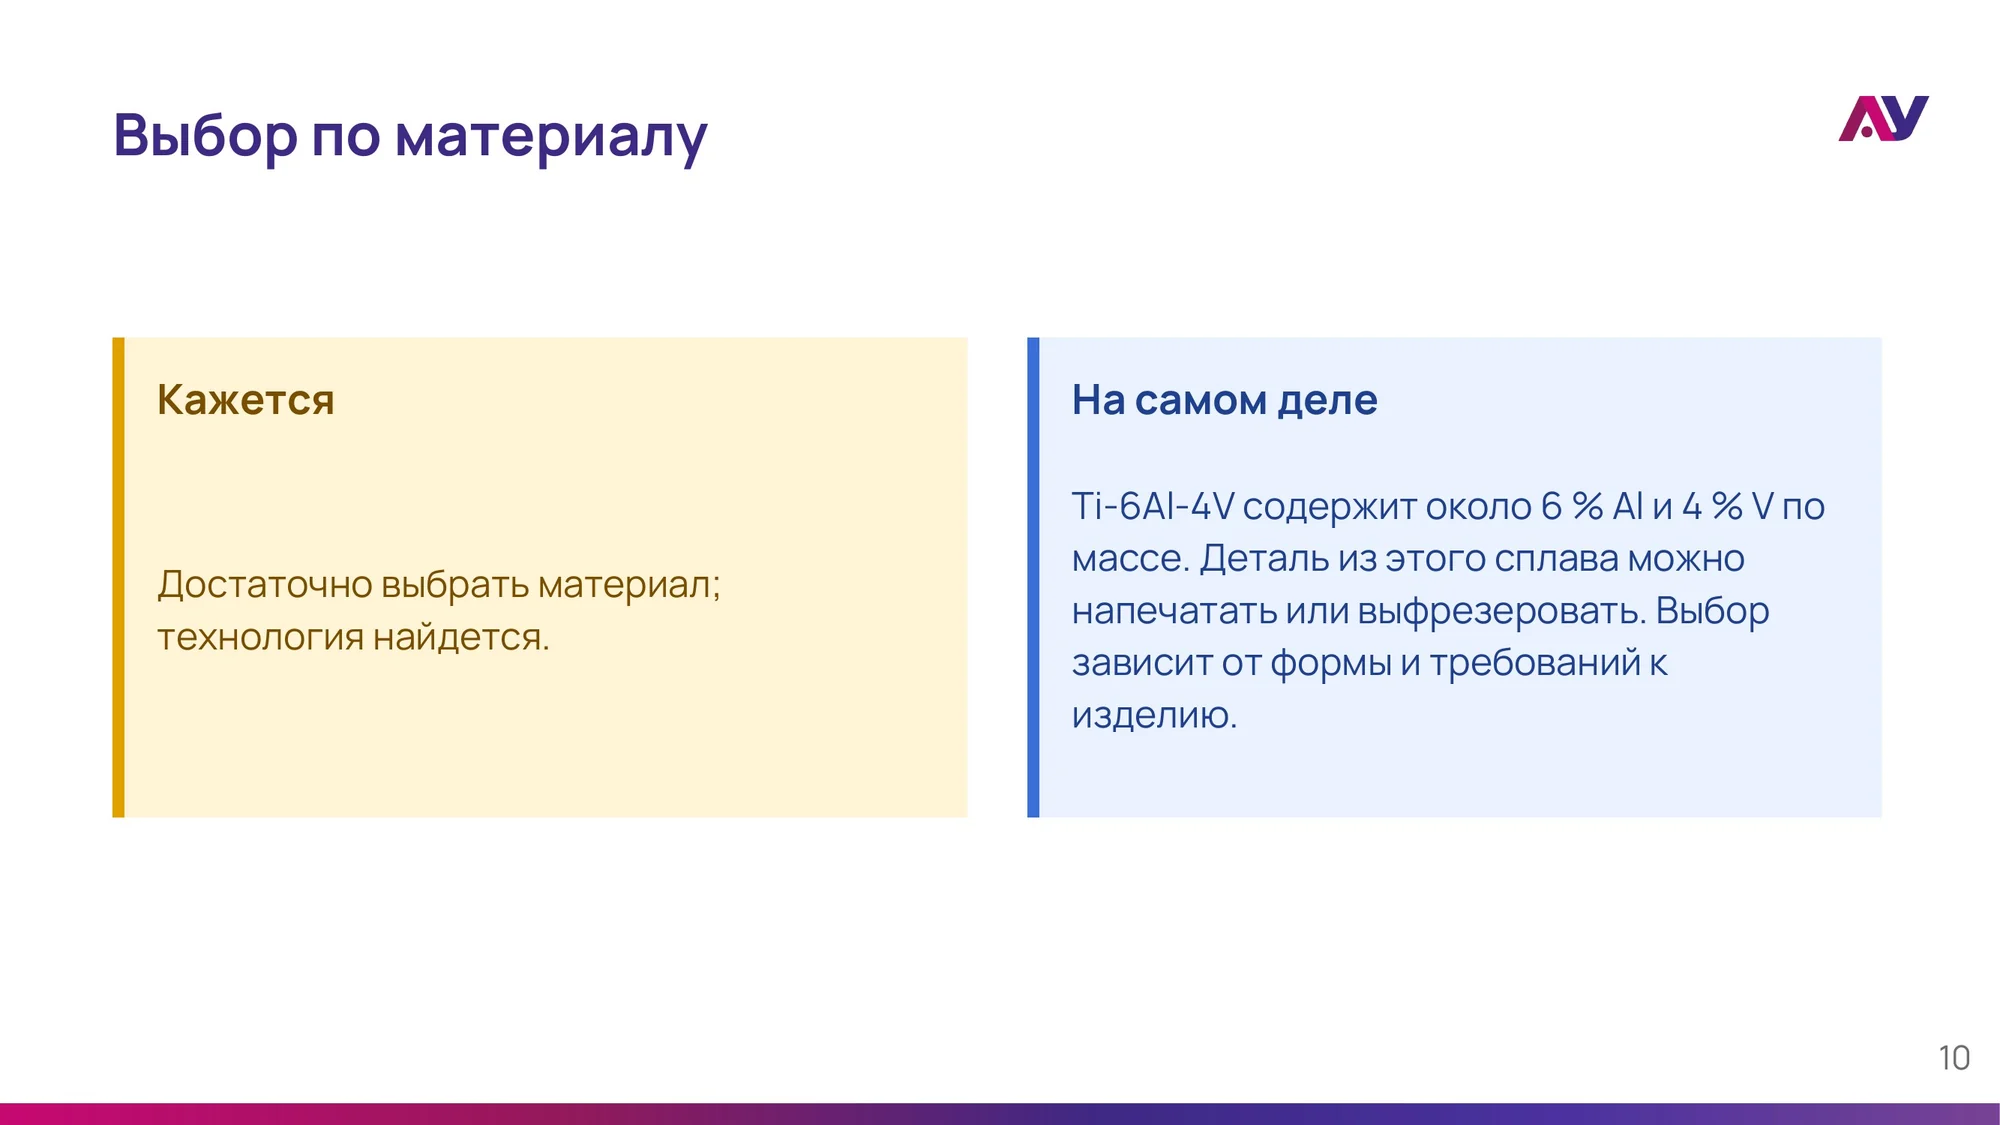 Выбор по материалу
АУ
Кажется
Достаточно выбрать материал;
технология найдется.
На самом деле
Ti-6Al-4V содержит около 6 % Al и 4 % V по
массе. Деталь из этого сплава можно
напечатать или выфрезеровать. Выбор
зависит от формы и требований к
изделию.
10